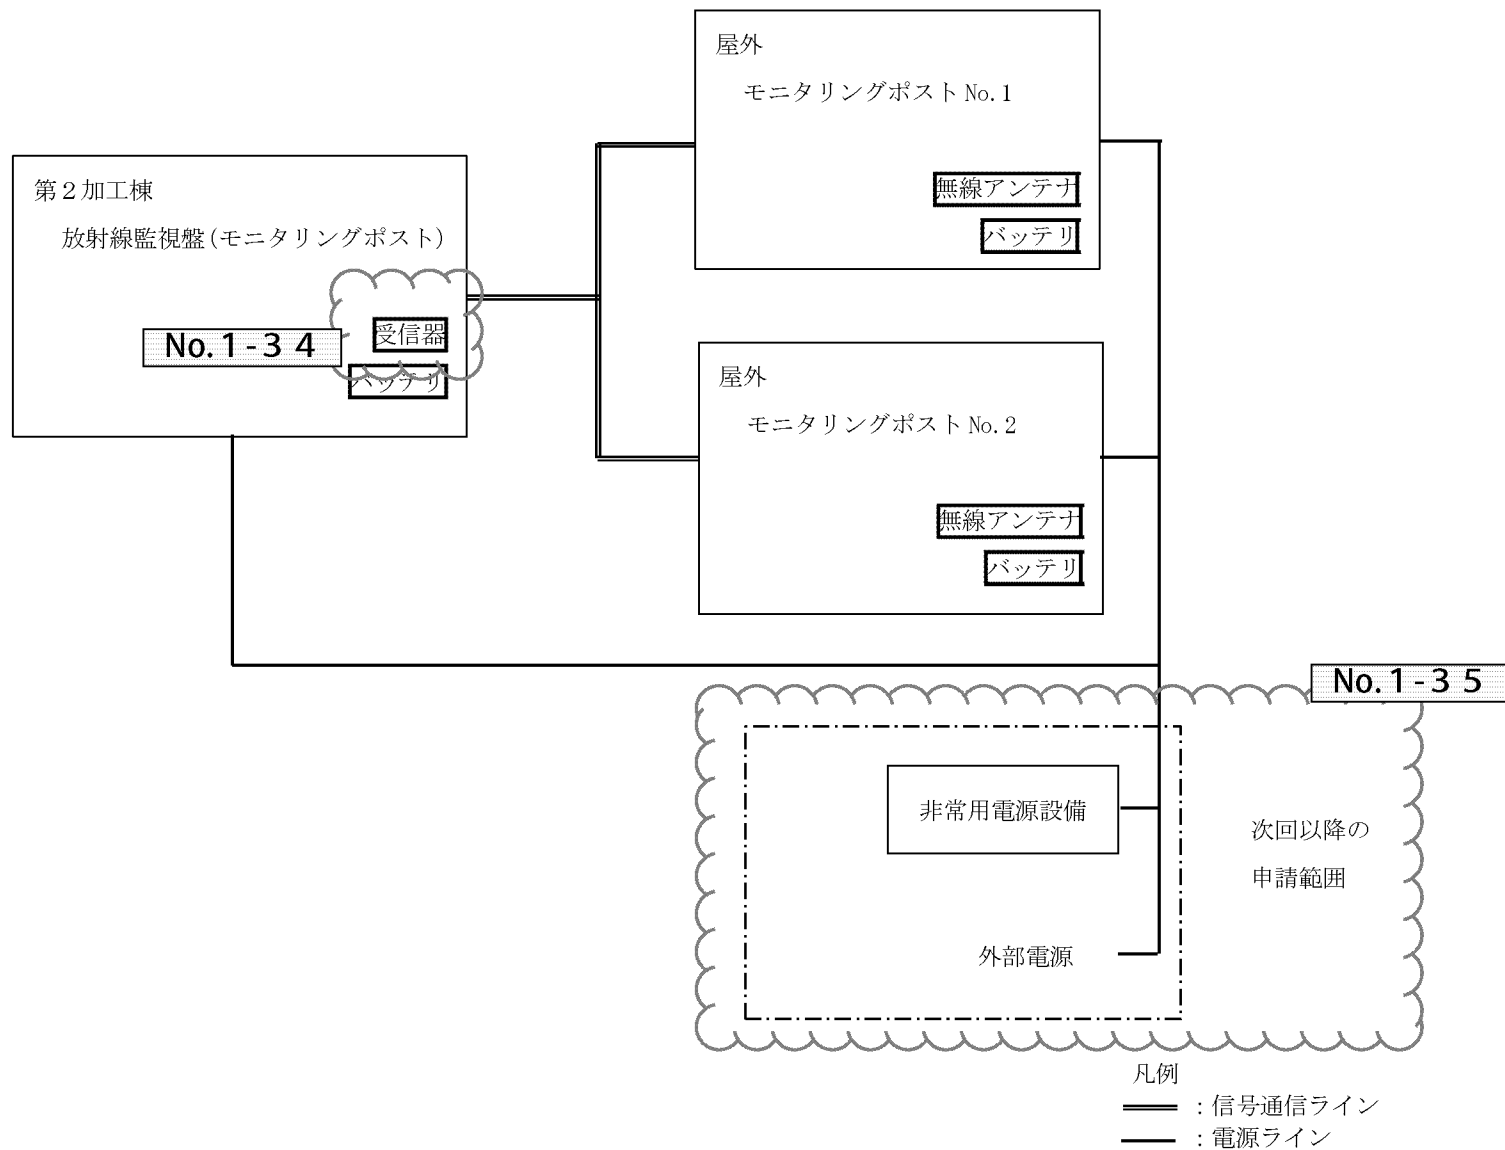 屋外
モニタリングポスト No.1
無線アンテナ
バッテリ
第２加工棟
放射線監視盤(モニタリングポスト)
受信器
No.1-34
バッテリ
屋外
モニタリングポスト No.2
無線アンテナ
バッテリ
No.1-35
非常用電源設備
次回以降の
申請範囲
外部電源
凡例
：信号通信ライン
：電源ライン